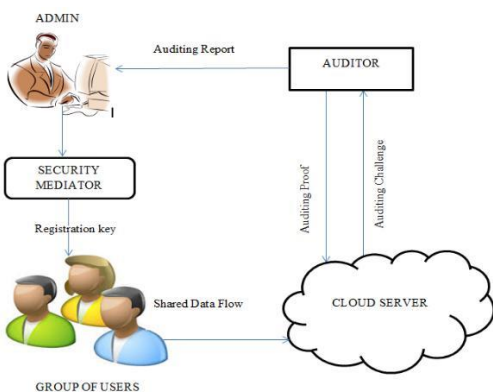 ADMIN
Auditing Report
AUDITOR
SECURITY
MEDIATOR
Auditing Proof
Auditing Challenge
Registration key
Shared Data Flow
CLOUD SERVER
GROUP OF USERS